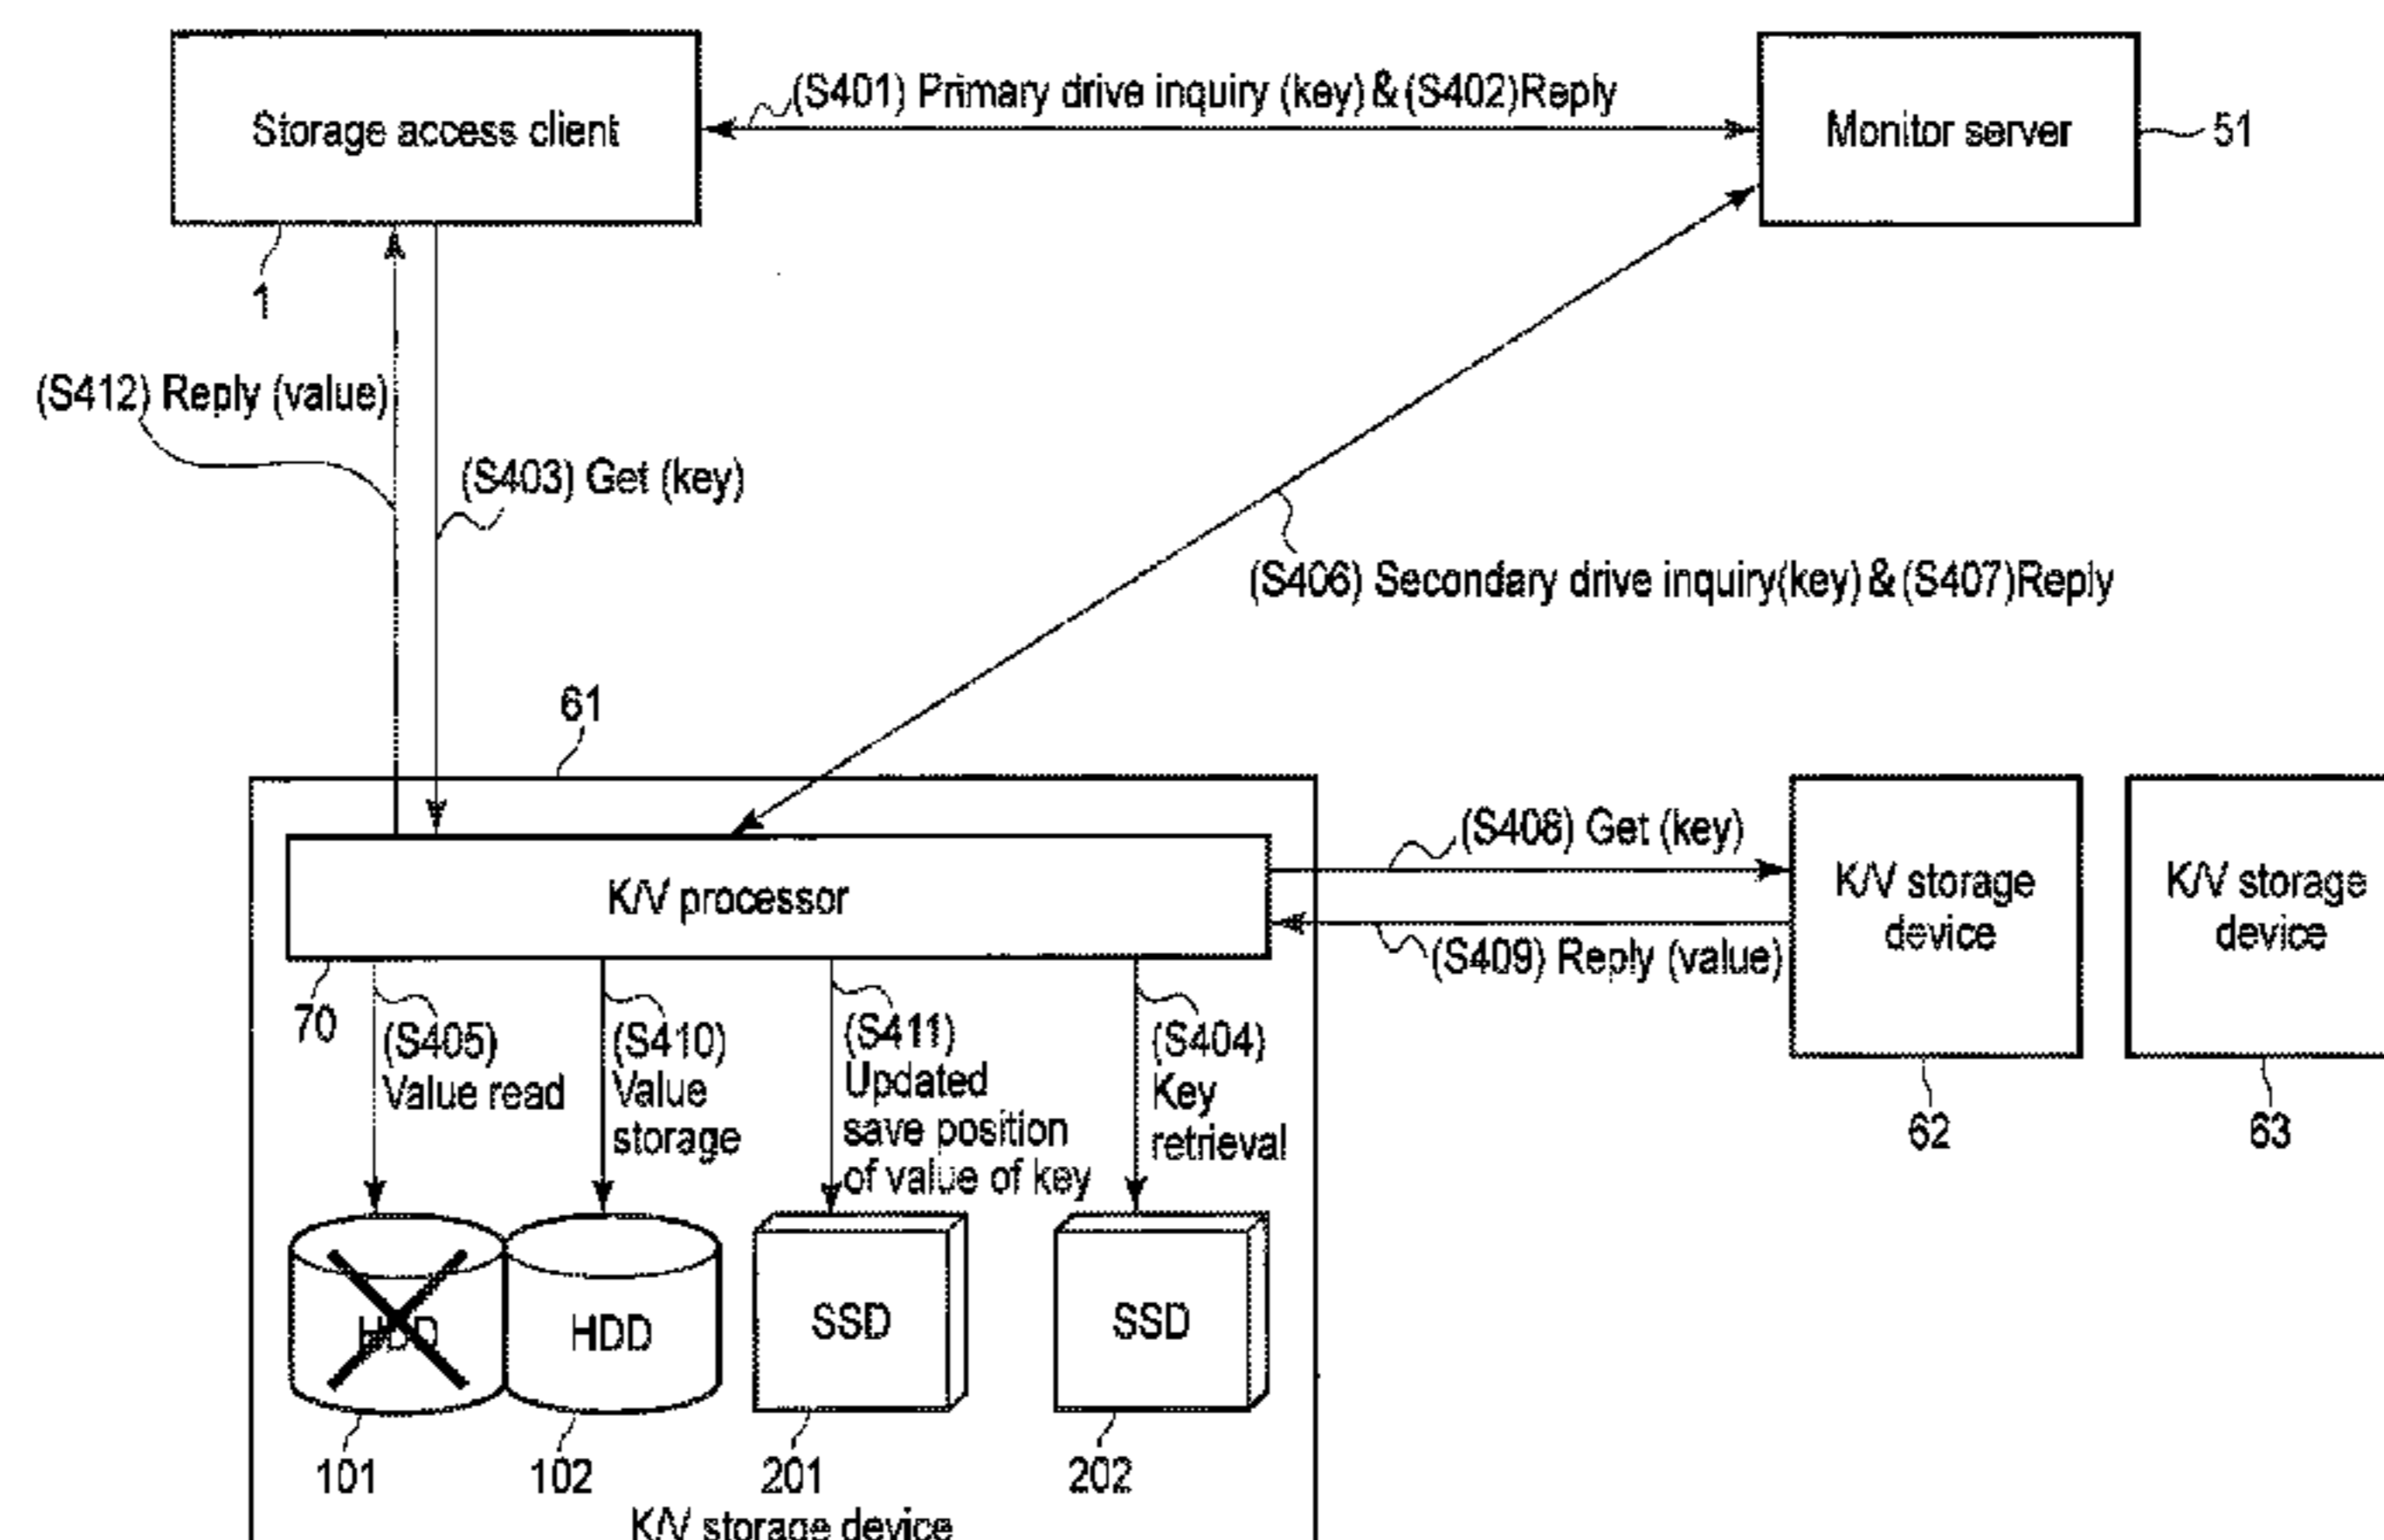 (S401) Primary drive inquiry (key) & (S402)Reply
Storage access client
Monitor server
51
1
(S412) Reply (value)
(S403) Get (key)
(S406) Secondary drive inquiry(key) & (S407)Reply
61
(S408) Get (key)
K/V processor
K/V storage
device
K/V storage
device
(S409) Reply (value)
70
(S405)
Value read
(S410)
Value
storage
(S411)
Updated
save position
of value of key
(S404)
Key
retrieval
62
63
HDD
HDD
SSD
SSD
101
102
201
202
K/V storage device